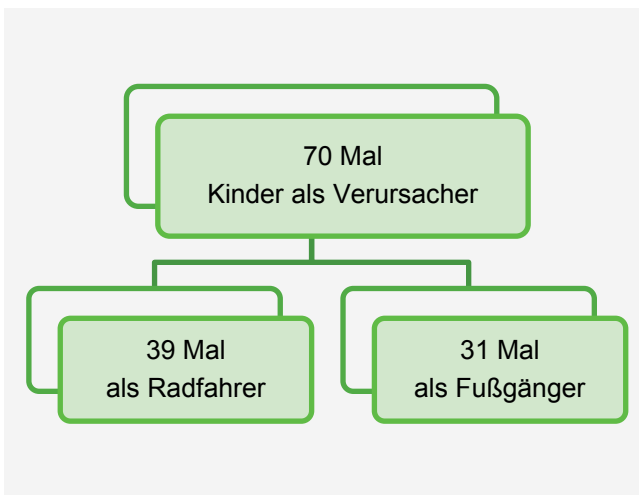 70 Mal
Kinder als Verursacher
39 Mal
als Radfahrer
31 Mal
als Fußgänger